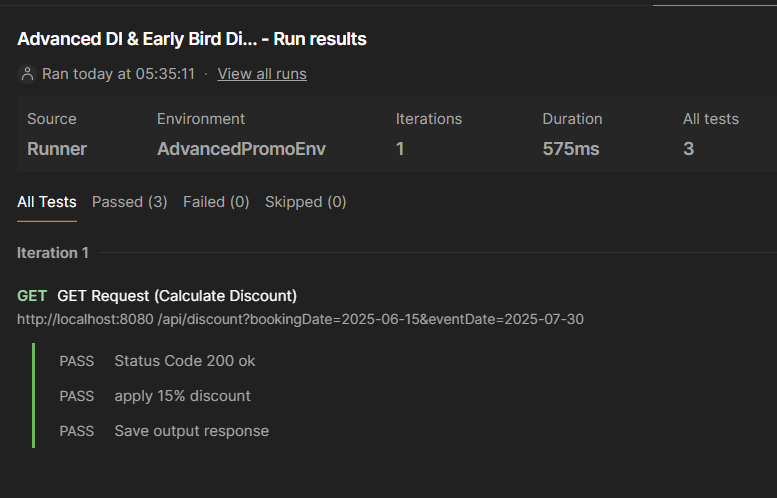 Advanced DI & Early Bird Di... - Run results
Ran today at 05:35:11 · View all runs
Source Environment Iterations Duration All tests
Runner AdvancedPromoEnv 1 575ms 3
All Tests Passed (3) Failed (0) Skipped (0)
Iteration 1
GET GET Request (Calculate Discount)
http://localhost:8080 /api/discount?bookingDate=2025-06-15&eventDate=2025-07-30
PASS Status Code 200 ok
PASS apply 15% discount
PASS Save output response